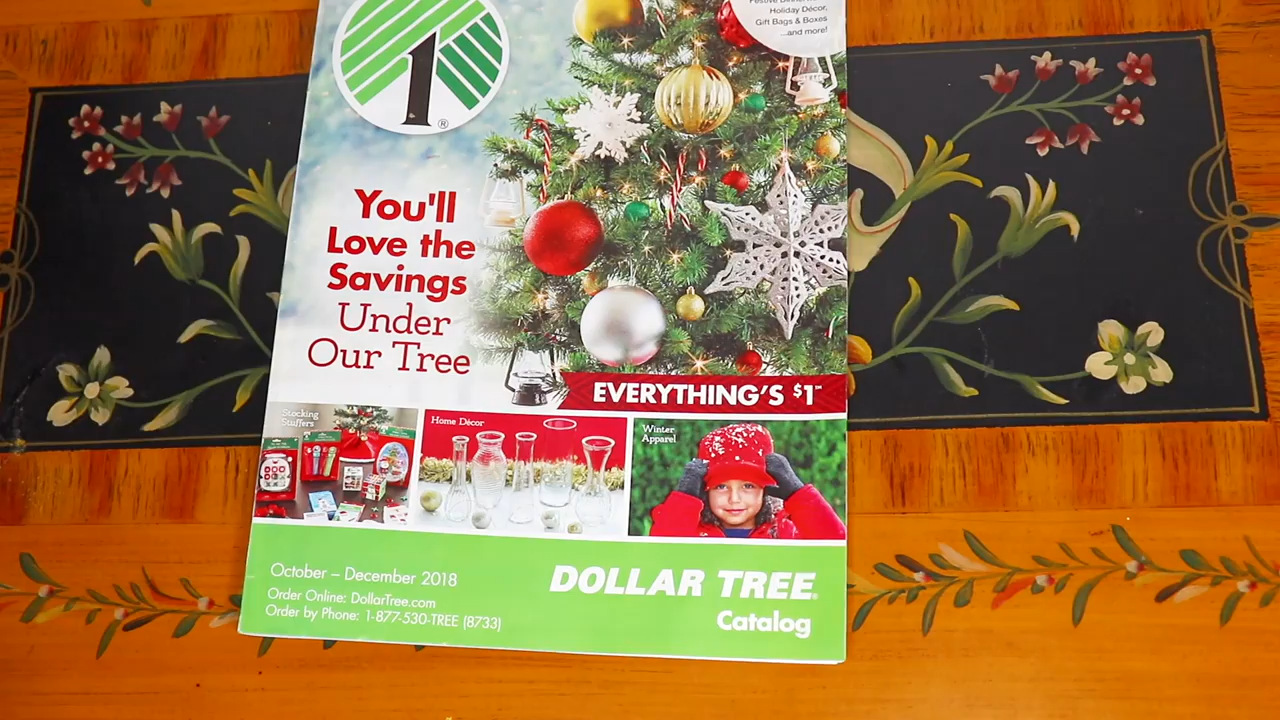 Holiday Décor,
Gift Bags & Boxes
...and more!
1®
You'll
Love the
Savings
Under
Our Tree
EVERYTHING'S $1
Stocking
Stuffers
Home Décor
Winter
Apparel
October – December 2018
Order Online: DollarTree.com
Order by Phone: 1-877-530-TREE (8733)
DOLLAR TREE®
Catalog